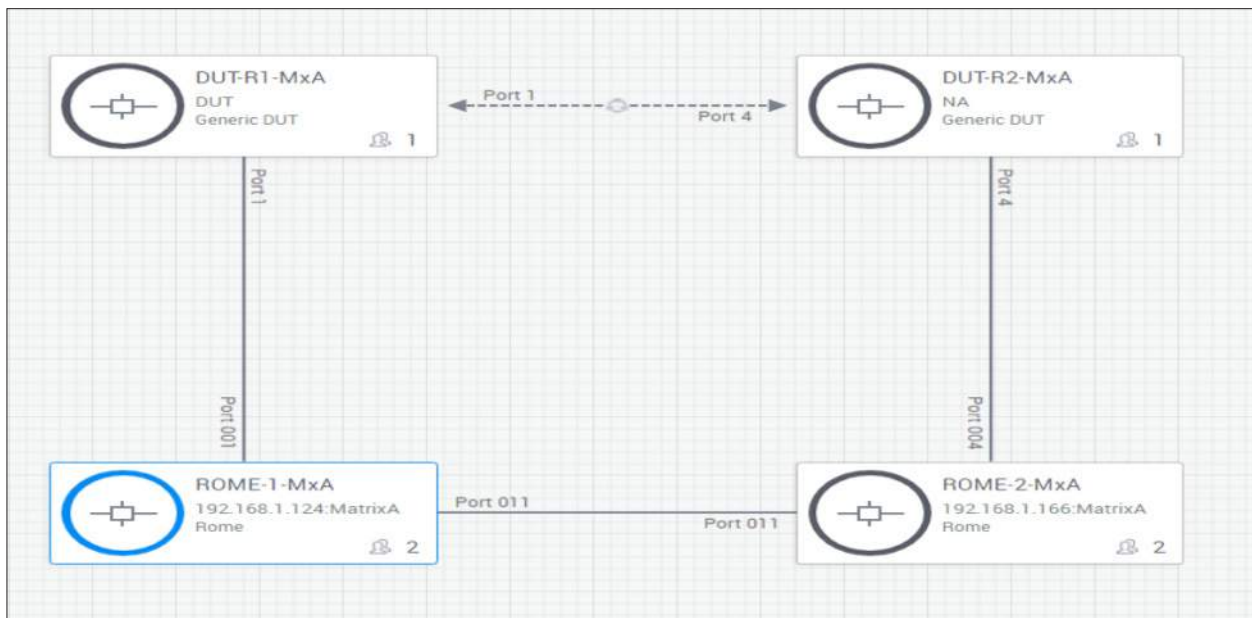 DUT-R1-MxA
DUT
Generic DUT
1
Port 1
Port 4
DUT-R2-MxA
NA
Generic DUT
1
Port 1
Port 4
Port 001
Port 004
ROME-1-MxA
192.168.1.124:MatrixA
Rome
2
Port 011
Port 011
ROME-2-MxA
192.168.1.166:MatrixA
Rome
2